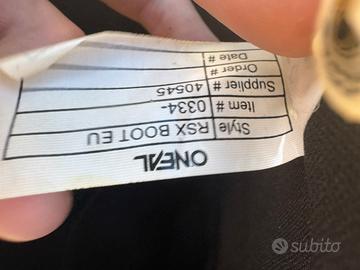 ONEAL
Style RSX BOOT EU
Item # 0334-
Supplier # 40545
Order #
Date #
subito